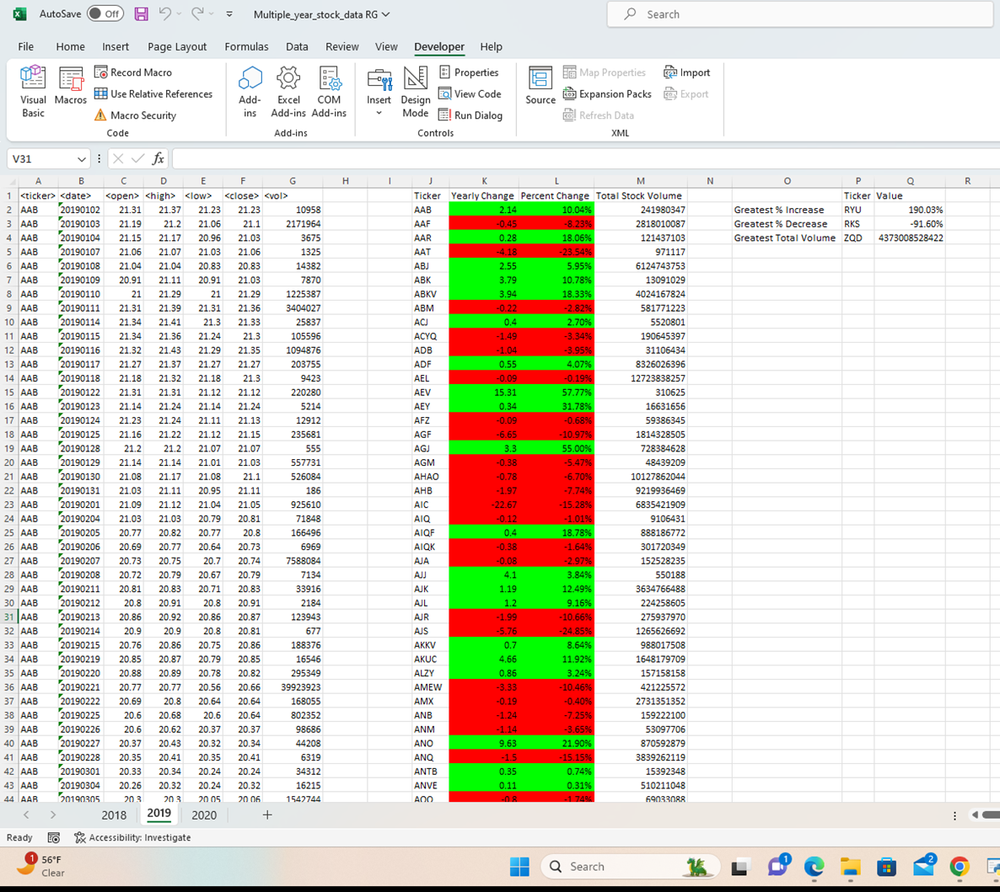 AutoSave Off Multiple_year_stock_data RG Search
File Home Insert Page Layout Formulas Data Review View Developer Help
Visual Basic
Macros
Record Macro
Use Relative References
Macro Security
Code
Add-ins
Excel Add-ins
COM Add-ins
Add-ins
Insert
Design Mode
Properties
View Code
Run Dialog
Controls
Source
Map Properties
Expansion Packs
Refresh Data
Import
Export
XML
V31 fx
A B C D E F G H I J K L M N O P Q R
1 <ticker> <date> <open> <high> <low> <close> <vol> Ticker Yearly Change Percent Change Total Stock Volume Ticker Value
2 AAB 20190102 21.31 21.37 21.23 21.23 10958 AAB 2.14 10.04% 241980347 Greatest % Increase RYU 190.03%
3 AAB 20190103 21.19 21.2 21.06 21.1 2171964 AAF -0.45 -8.23% 2818010087 Greatest % Decrease RKS -91.60%
4 AAB 20190104 21.15 21.17 20.96 21.03 3675 AAR 0.28 18.06% 121437103 Greatest Total Volume ZQD 4373008528422
5 AAB 20190107 21.06 21.07 21.03 21.06 1325 AAT -4.18 -23.54% 971117
6 AAB 20190108 21.04 21.04 20.83 20.83 14382 ABJ 2.55 5.95% 6124743753
7 AAB 20190109 20.91 21.11 20.91 21.03 7870 ABK 3.79 10.78% 13091029
8 AAB 20190110 21 21.29 21 21.29 1225387 ABKV 3.94 18.33% 4024167824
9 AAB 20190111 21.31 21.39 21.31 21.36 3404027 ABM -0.22 -2.82% 581771223
10 AAB 20190114 21.34 21.41 21.3 21.33 25837 ACJ 0.4 2.70% 5520801
11 AAB 20190115 21.34 21.36 21.24 21.3 105596 ACYQ -1.49 -3.34% 190645397
12 AAB 20190116 21.32 21.43 21.29 21.35 1094876 ADB -1.04 -3.95% 31106434
13 AAB 20190117 21.27 21.37 21.27 21.27 203755 ADF 0.55 4.07% 8326026396
14 AAB 20190118 21.18 21.32 21.18 21.3 9423 AEL -0.09 -0.19% 12723838257
15 AAB 20190122 21.31 21.31 21.12 21.12 220280 AEV 15.31 57.77% 310625
16 AAB 20190123 21.14 21.24 21.14 21.24 5214 AEY 0.34 31.78% 16631656
17 AAB 20190124 21.23 21.24 21.11 21.13 12912 AFZ -0.09 -0.68% 59386345
18 AAB 20190125 21.16 21.22 21.12 21.15 235681 AGF -6.65 -10.97% 1814328505
19 AAB 20190128 21.2 21.2 21.07 21.07 555 AGJ 3.3 55.00% 728384628
20 AAB 20190129 21.14 21.14 21.01 21.03 557731 AGM -0.38 -5.47% 48439209
21 AAB 20190130 21.08 21.17 21.08 21.1 526084 AHAO -0.78 -6.70% 10127862044
22 AAB 20190131 21.03 21.11 20.95 21.11 186 AHB -1.97 -7.74% 9219936469
23 AAB 20190201 21.09 21.12 21.04 21.05 925610 AIC -22.67 -15.28% 6835421909
24 AAB 20190204 21.03 21.03 20.79 20.81 71848 AIQ -0.12 -1.01% 9106431
25 AAB 20190205 20.77 20.82 20.77 20.8 166496 AIQF 0.4 18.78% 888186772
26 AAB 20190206 20.69 20.77 20.64 20.73 6969 AIQK -0.38 -1.64% 301720349
27 AAB 20190207 20.73 20.75 20.7 20.74 7588084 AJA -0.08 -2.97% 152528235
28 AAB 20190208 20.72 20.79 20.67 20.79 7134 AJJ 4.1 3.84% 550188
29 AAB 20190211 20.81 20.83 20.71 20.83 33916 AJK 1.19 12.49% 3634766488
30 AAB 20190212 20.8 20.91 20.8 20.91 2184 AJL 1.2 9.16% 224258605
31 AAB 20190213 20.86 20.92 20.86 20.87 123943 AJR -1.99 -10.66% 275937970
32 AAB 20190214 20.9 20.9 20.8 20.81 677 AJS -5.76 -24.85% 1265626692
33 AAB 20190215 20.76 20.86 20.75 20.86 188376 AKKV 0.7 8.64% 988017508
34 AAB 20190219 20.85 20.87 20.79 20.85 16546 AKUC 4.66 11.92% 1648179709
35 AAB 20190220 20.88 20.89 20.78 20.82 295349 ALZY 0.86 3.24% 157158158
36 AAB 20190221 20.77 20.77 20.56 20.66 39923923 AMEW -3.33 -10.46% 421225572
37 AAB 20190222 20.69 20.8 20.64 20.64 168055 AMX -0.19 -0.40% 2731351352
38 AAB 20190225 20.6 20.68 20.6 20.64 802352 ANB -1.24 -7.25% 159222100
39 AAB 20190226 20.6 20.62 20.37 20.37 98686 ANM -1.14 -3.65% 53097706
40 AAB 20190227 20.37 20.43 20.32 20.34 44208 ANO 9.63 21.90% 870592879
41 AAB 20190228 20.35 20.41 20.35 20.41 6319 ANQ -1.5 -15.15% 3839262119
42 AAB 20190301 20.33 20.34 20.24 20.24 34312 ANTB 0.35 0.74% 15392348
43 AAB 20190304 20.26 20.32 20.24 20.32 16215 ANVE 0.11 0.31% 510211048
44 AAB 20190305 20.3 20.3 20.05 20.06 1542744 AOO -0.8 -1.74% 69033088
2018 2019 2020
Ready Accessibility: Investigate
1 56°F
Clear
Search
1
2